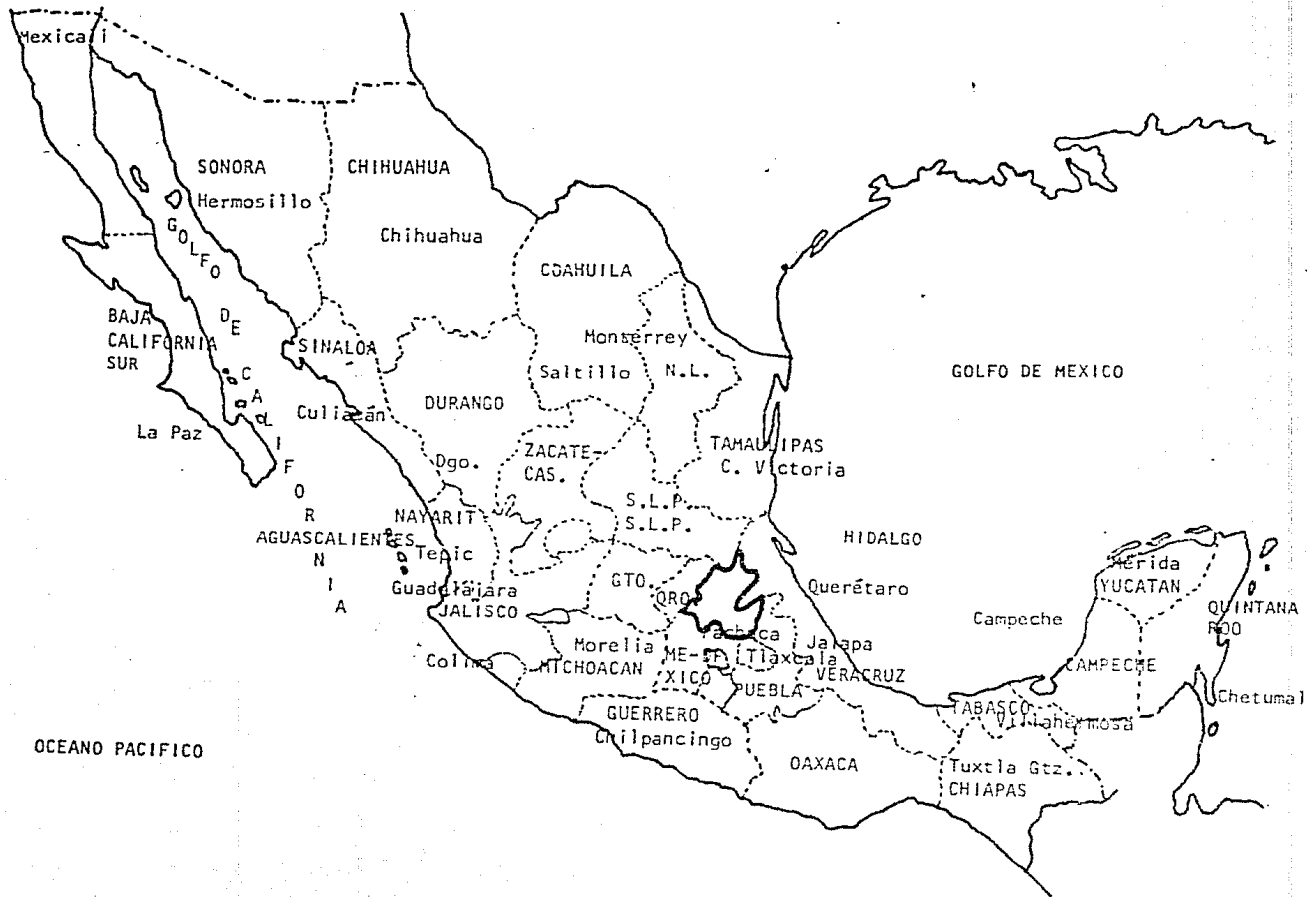 Mexicali
SONORA
CHIHUAHUA
Hermosillo
GOLFO DE CALIFORNIA
Chihuahua
COAHUILA
BAJA
CALIFORNIA
SUR
SINALOA
Monterrey
Saltillo
N.L.
GOLFO DE MEXICO
DURANGO
Culiacán
La Paz
ZACATE-
CAS.
TAMAULIPAS
C. Victoria
Dgo.
S.L.P.
S.L.P.
NAYARIT
AGUASCALIENTES
Tepic
HIDALGO
Guadalajara
JALISCO
GTO.
QRO.
Querétaro
Mérida
YUCATAN
QUINTANA
ROO
Campeche
CAMPECHE
Pachuca
Jalapa
Morelia
MICHOACAN
ME-
XICO
Tlaxcala
VERACRUZ
Colima
PUEBLA
Chetumal
GUERRERO
Chilpancingo
TABASCO
Villahermosa
OCEANO PACIFICO
OAXACA
Tuxtla Gtz.
CHIAPAS